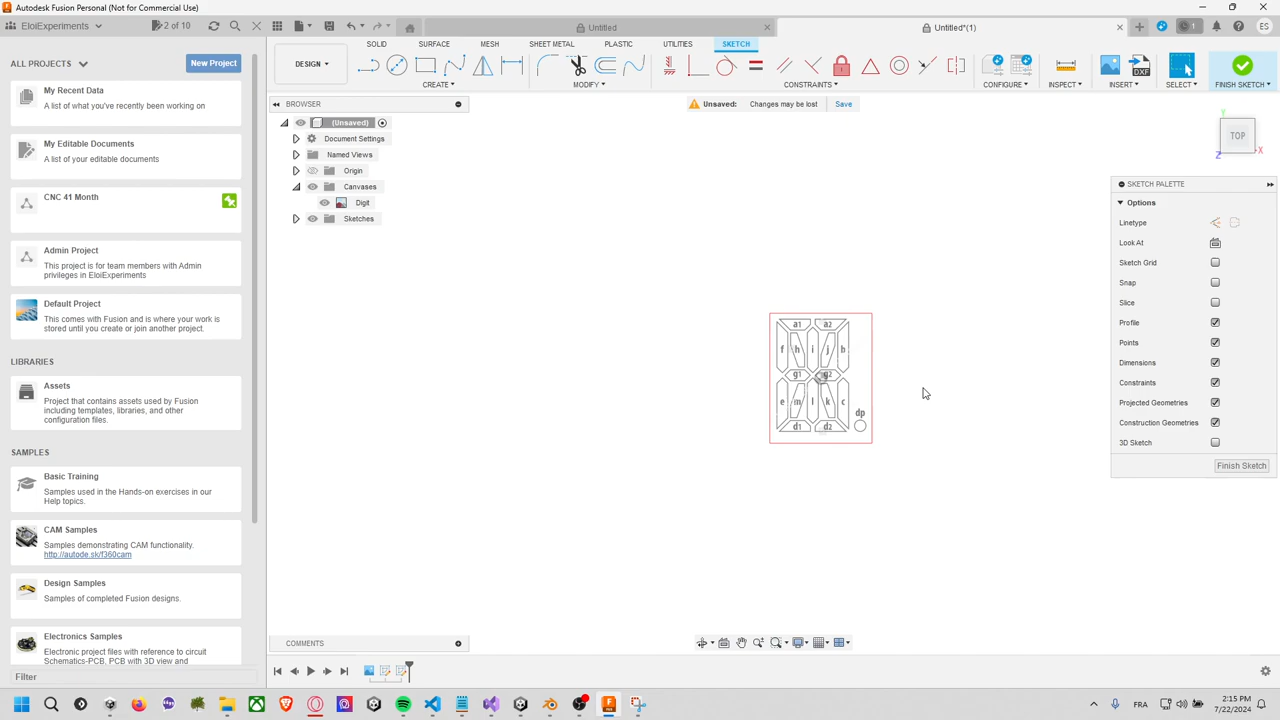 Autodesk Fusion Personal (Not for Commercial Use)
EloiExperiments
2 of 10
Untitled
Untitled*(1)
1
ES
ALL PROJECTS
New Project
My Recent Data
A list of what you've recently been working on
My Editable Documents
A list of your editable documents
CNC 41 Month
Admin Project
This project is for team members with Admin
privileges in EloiExperiments
Default Project
This comes with Fusion and is where your work is
stored until you create or join another project.
LIBRARIES
Assets
Project that contains assets used by Fusion
including templates, libraries, and other
configuration files.
SAMPLES
Basic Training
Samples used in the Hands-on exercises in our
Help topics.
CAM Samples
Samples demonstrating CAM functionality.
http://autode.sk/f360cam
Design Samples
Samples of completed Fusion designs.
Electronics Samples
Electronic project files with reference to circuit
Schematics-PCB, PCB with 3D view and
Filter
DESIGN
SOLID
SURFACE
MESH
SHEET METAL
PLASTIC
UTILITIES
SKETCH
CREATE
MODIFY
CONSTRAINTS
CONFIGURE
INSPECT
INSERT
DXF
SELECT
FINISH SKETCH
BROWSER
(Unsaved)
Document Settings
Named Views
Origin
Canvases
Digit
Sketches
Unsaved:
Changes may be lost
Save
Y
TOP
X
Z
a1 a2
f h i j b
g1 g2
e m l k c
dp
d1 d2
SKETCH PALETTE
Options
Linetype
Look At
Sketch Grid
Snap
Slice
Profile
Points
Dimensions
Constraints
Projected Geometries
Construction Geometries
3D Sketch
Finish Sketch
COMMENTS
FRA
2:15 PM
7/22/2024